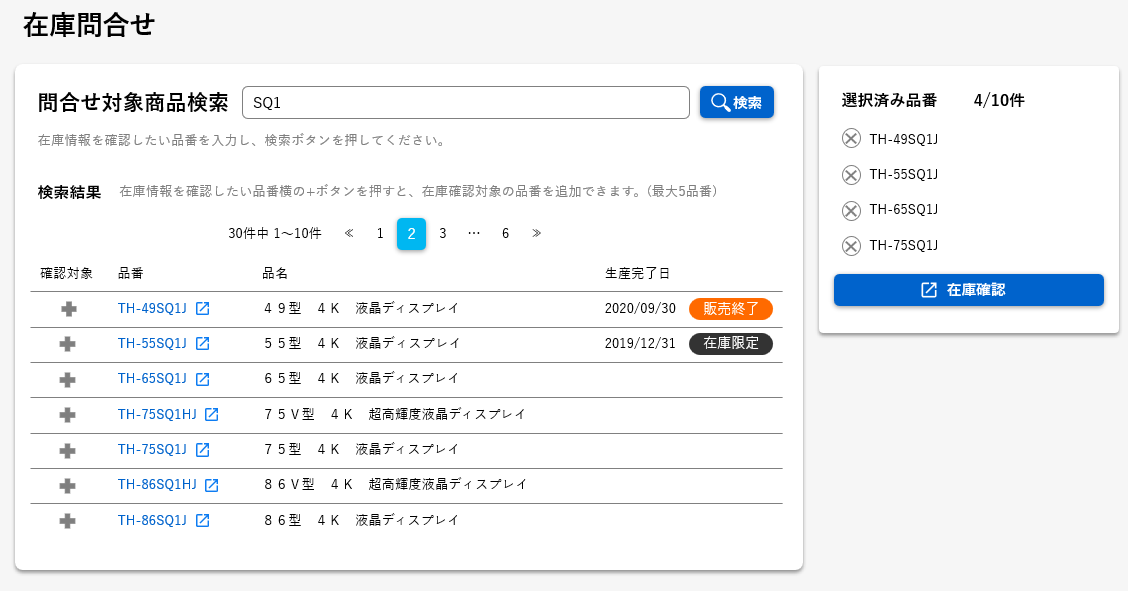 在庫問合せ
問合せ対象商品検索 SQ1 検索
在庫情報を確認したい品番を入力し、検索ボタンを押してください。
検索結果 在庫情報を確認したい品番横の+ボタンを押すと、在庫確認対象の品番を追加できます。(最大5品番)
30件中 1～10件 ≪ 1 2 3 … 6 ≫
確認対象 品番 品名 生産完了日
TH-49SQ1J ４９型　４Ｋ　液晶ディスプレイ 2020/09/30 販売終了
TH-55SQ1J ５５型　４Ｋ　液晶ディスプレイ 2019/12/31 在庫限定
TH-65SQ1J ６５型　４Ｋ　液晶ディスプレイ
TH-75SQ1HJ ７５Ｖ型　４Ｋ　超高輝度液晶ディスプレイ
TH-75SQ1J ７５型　４Ｋ　液晶ディスプレイ
TH-86SQ1HJ ８６Ｖ型　４Ｋ　超高輝度液晶ディスプレイ
TH-86SQ1J ８６型　４Ｋ　液晶ディスプレイ
選択済み品番 4/10件
TH-49SQ1J
TH-55SQ1J
TH-65SQ1J
TH-75SQ1J
在庫確認